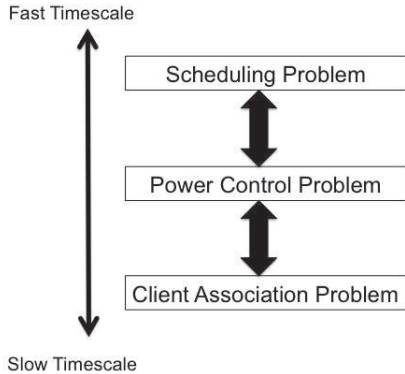 Fast Timescale
Scheduling Problem
Power Control Problem
Client Association Problem
Slow Timescale